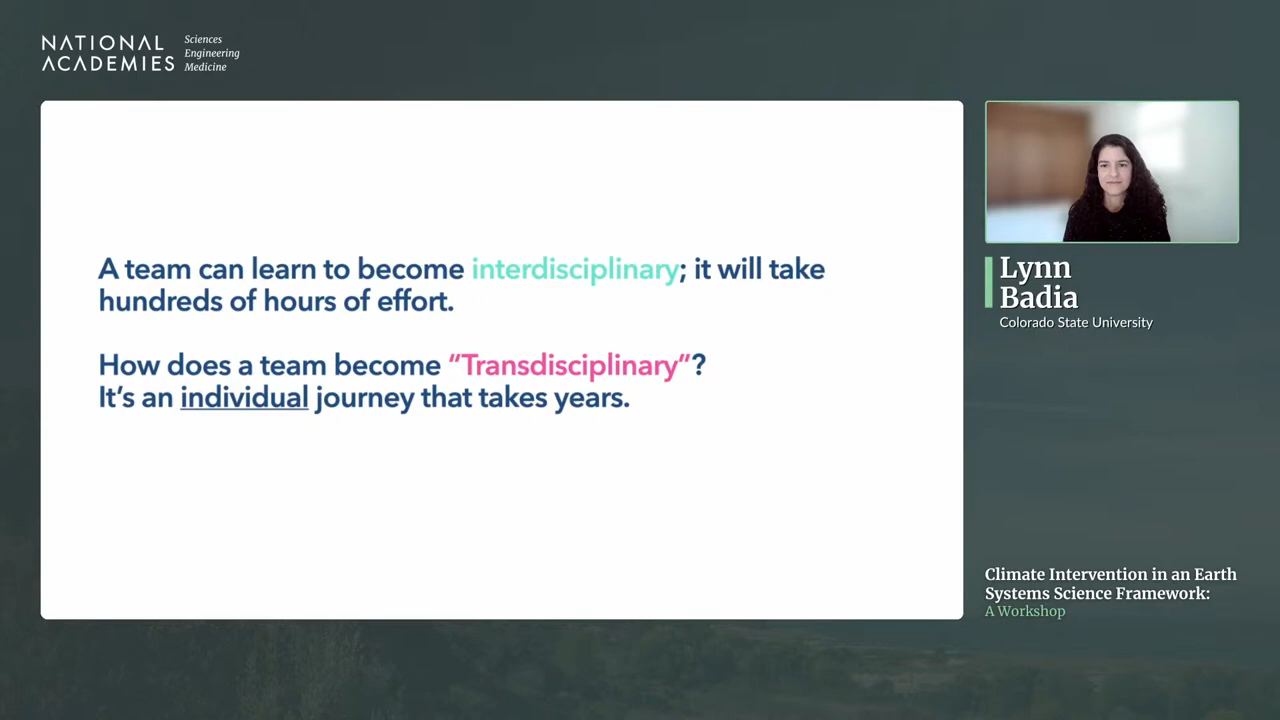 NATIONAL
ACADEMIES
Sciences
Engineering
Medicine
A team can learn to become interdisciplinary; it will take
hundreds of hours of effort.
How does a team become “Transdisciplinary”?
It’s an individual journey that takes years.
Lynn
Badia
Colorado State University
Climate Intervention in an Earth
Systems Science Framework:
A Workshop